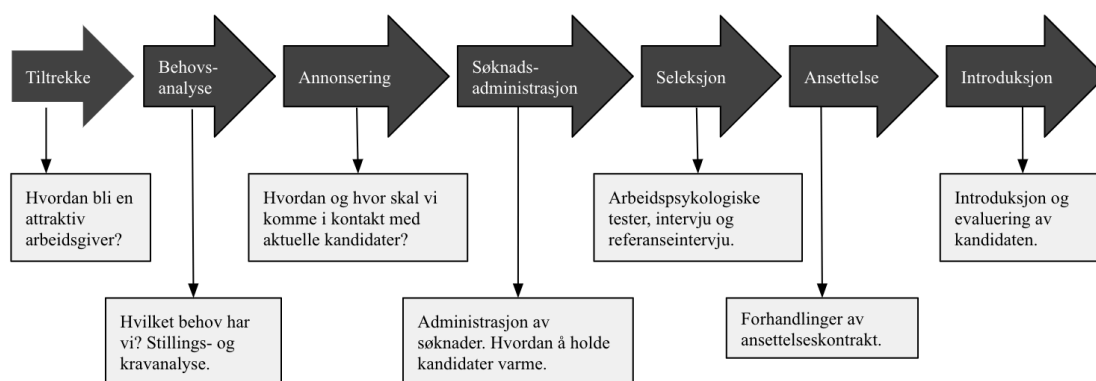 Tiltrekke
Behovs-
analyse
Annonsering
Søknads-
administrasjon
Seleksjon
Ansettelse
Introduksjon
Hvordan bli en
attraktiv
arbeidsgiver?
Hvordan og hvor skal vi
komme i kontakt med
aktuelle kandidater?
Arbeidspsykologiske
tester, intervju og
referanseintervju.
Introduksjon og
evaluering av
kandidaten.
Hvilket behov har
vi? Stillings- og
kravanalyse.
Administrasjon av
søknader. Hvordan å holde
kandidater varme.
Forhandlinger av
ansettelseskontrakt.